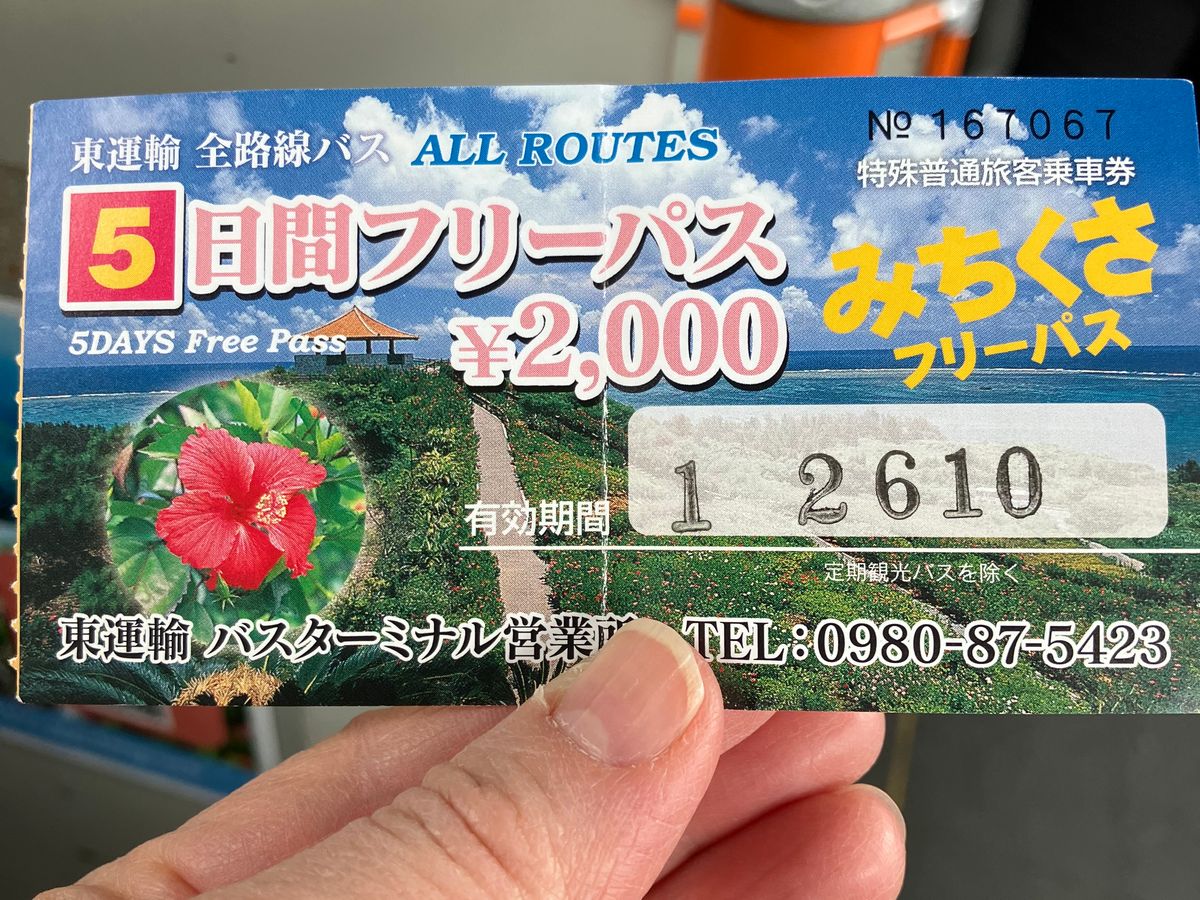 東運輸 全路線バス ALL ROUTES
№ 167067
特殊普通旅客乗車券
5日間フリーパス
5DAYS Free Pass
¥2,000
みちくさ
フリーパス
有効期間
1 2610
定期観光バスを除く
東運輸 バスターミナル営業所 TEL:0980-87-5423